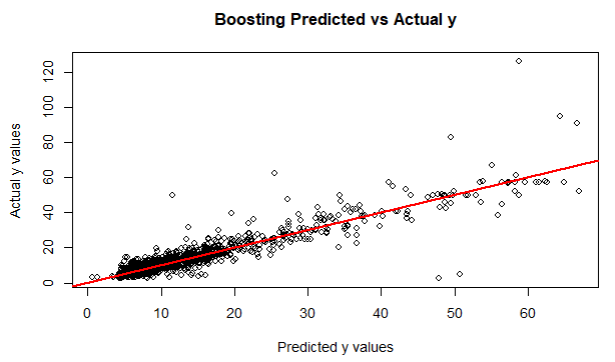 Boosting Predicted vs Actual y
Actual y values
0 20 40 60 80 100 120
0 10 20 30 40 50 60
Predicted y values